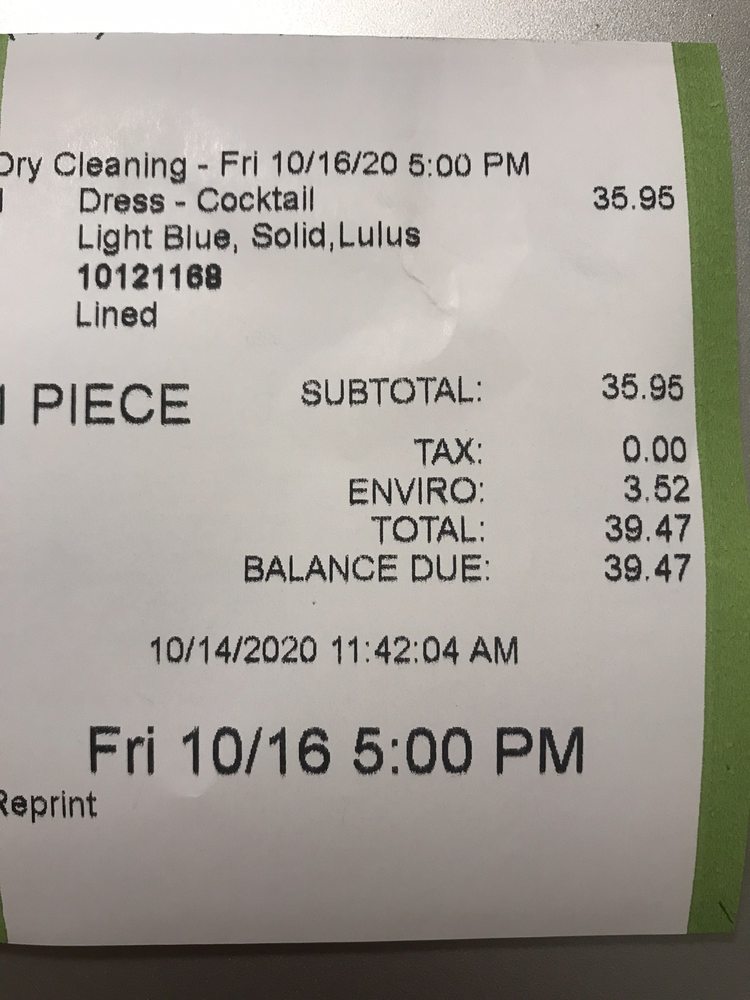 Dry Cleaning - Fri 10/16/20 5:00 PM
1 Dress - Cocktail 35.95
Light Blue, Solid,Lulus
10121168
Lined
1 PIECE SUBTOTAL: 35.95
TAX: 0.00
ENVIRO: 3.52
TOTAL: 39.47
BALANCE DUE: 39.47
10/14/2020 11:42:04 AM
Fri 10/16 5:00 PM
Reprint